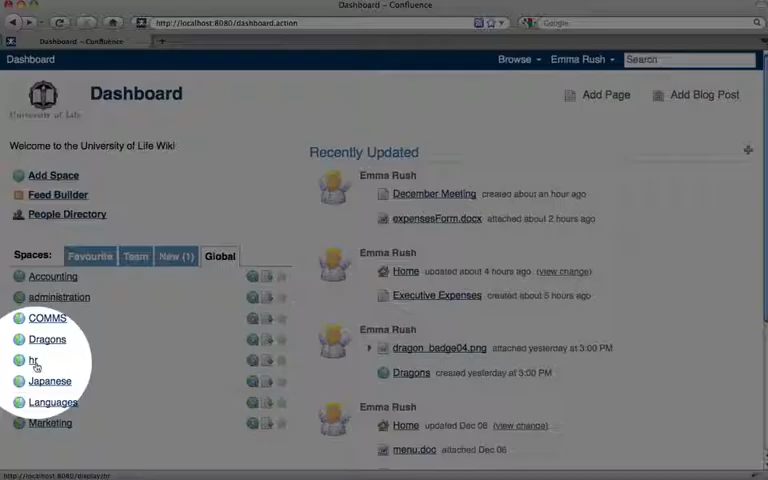 Dashboard – Confluence
http://localhost:8080/dashboard.action
Google
Dashboard – Confluence
Dashboard
Browse
Emma Rush
Search
University of Life
Dashboard
Add Page
Add Blog Post
Welcome to the University of Life Wiki
Add Space
Feed Builder
People Directory
Spaces:
Favourite
Team
New (1)
Global
Accounting
administration
COMMS
Dragons
hr
Japanese
Languages
Marketing
Recently Updated
Emma Rush
December Meeting created about an hour ago
expensesForm.docx attached about 2 hours ago
Emma Rush
Home updated about 4 hours ago (view change)
Executive Expenses created about 5 hours ago
Emma Rush
dragon_badge04.png attached yesterday at 3:00 PM
Dragons created yesterday at 3:00 PM
Emma Rush
Home updated Dec 08 (view change)
menu.doc attached Dec 08
http://localhost:8080/display/hr